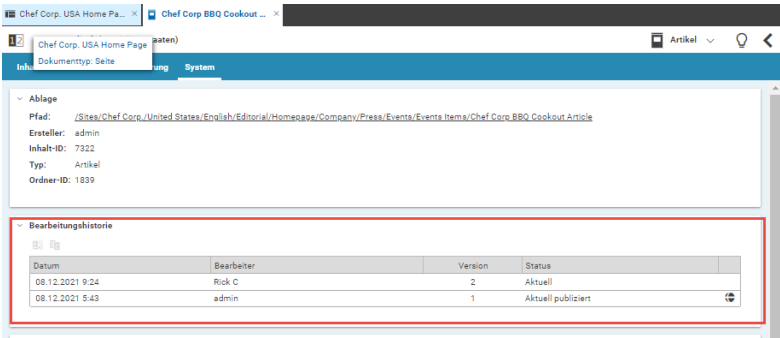 Chef Corp. USA Home Pa... ×
Chef Corp BBQ Cookout ... ×
12
aaten)
Artikel
Chef Corp. USA Home Page
Dokumenttyp: Seite
Inh
ung
System
Ablage
Pfad: /Sites/Chef Corp./United States/English/Editorial/Homepage/Company/Press/Events/Events Items/Chef Corp BBQ Cookout Article
Ersteller: admin
Inhalt-ID: 7322
Typ: Artikel
Ordner-ID: 1839
Bearbeitungshistorie
Datum Bearbeiter Version Status
08.12.2021 9:24 Rick C 2 Aktuell
08.12.2021 5:43 admin 1 Aktuell publiziert